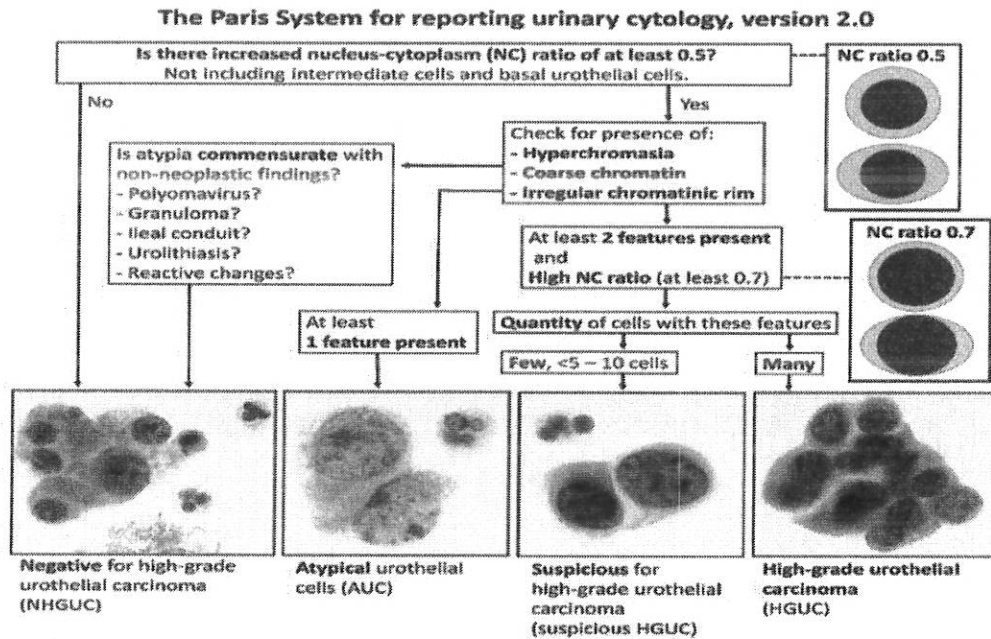 The Paris System for reporting urinary cytology, version 2.0
Is there increased nucleus-cytoplasm (NC) ratio of at least 0.5?
Not including intermediate cells and basal urothelial cells.
NC ratio 0.5
No
Yes
Check for presence of:
- Hyperchromasia
- Coarse chromatin
- Irregular chromatinic rim
Is atypia commensurate with
non-neoplastic findings?
- Polyomavirus?
- Granuloma?
- Ileal conduit?
- Urolithiasis?
- Reactive changes?
At least 2 features present
and
High NC ratio (at least 0.7)
NC ratio 0.7
At least
1 feature present
Quantity of cells with these features
Few, <5 – 10 cells
Many
Negative for high-grade
urothelial carcinoma
(NHGUC)
Atypical urothelial
cells (AUC)
Suspicious for
high-grade urothelial
carcinoma
(suspicious HGUC)
High-grade urothelial
carcinoma
(HGUC)